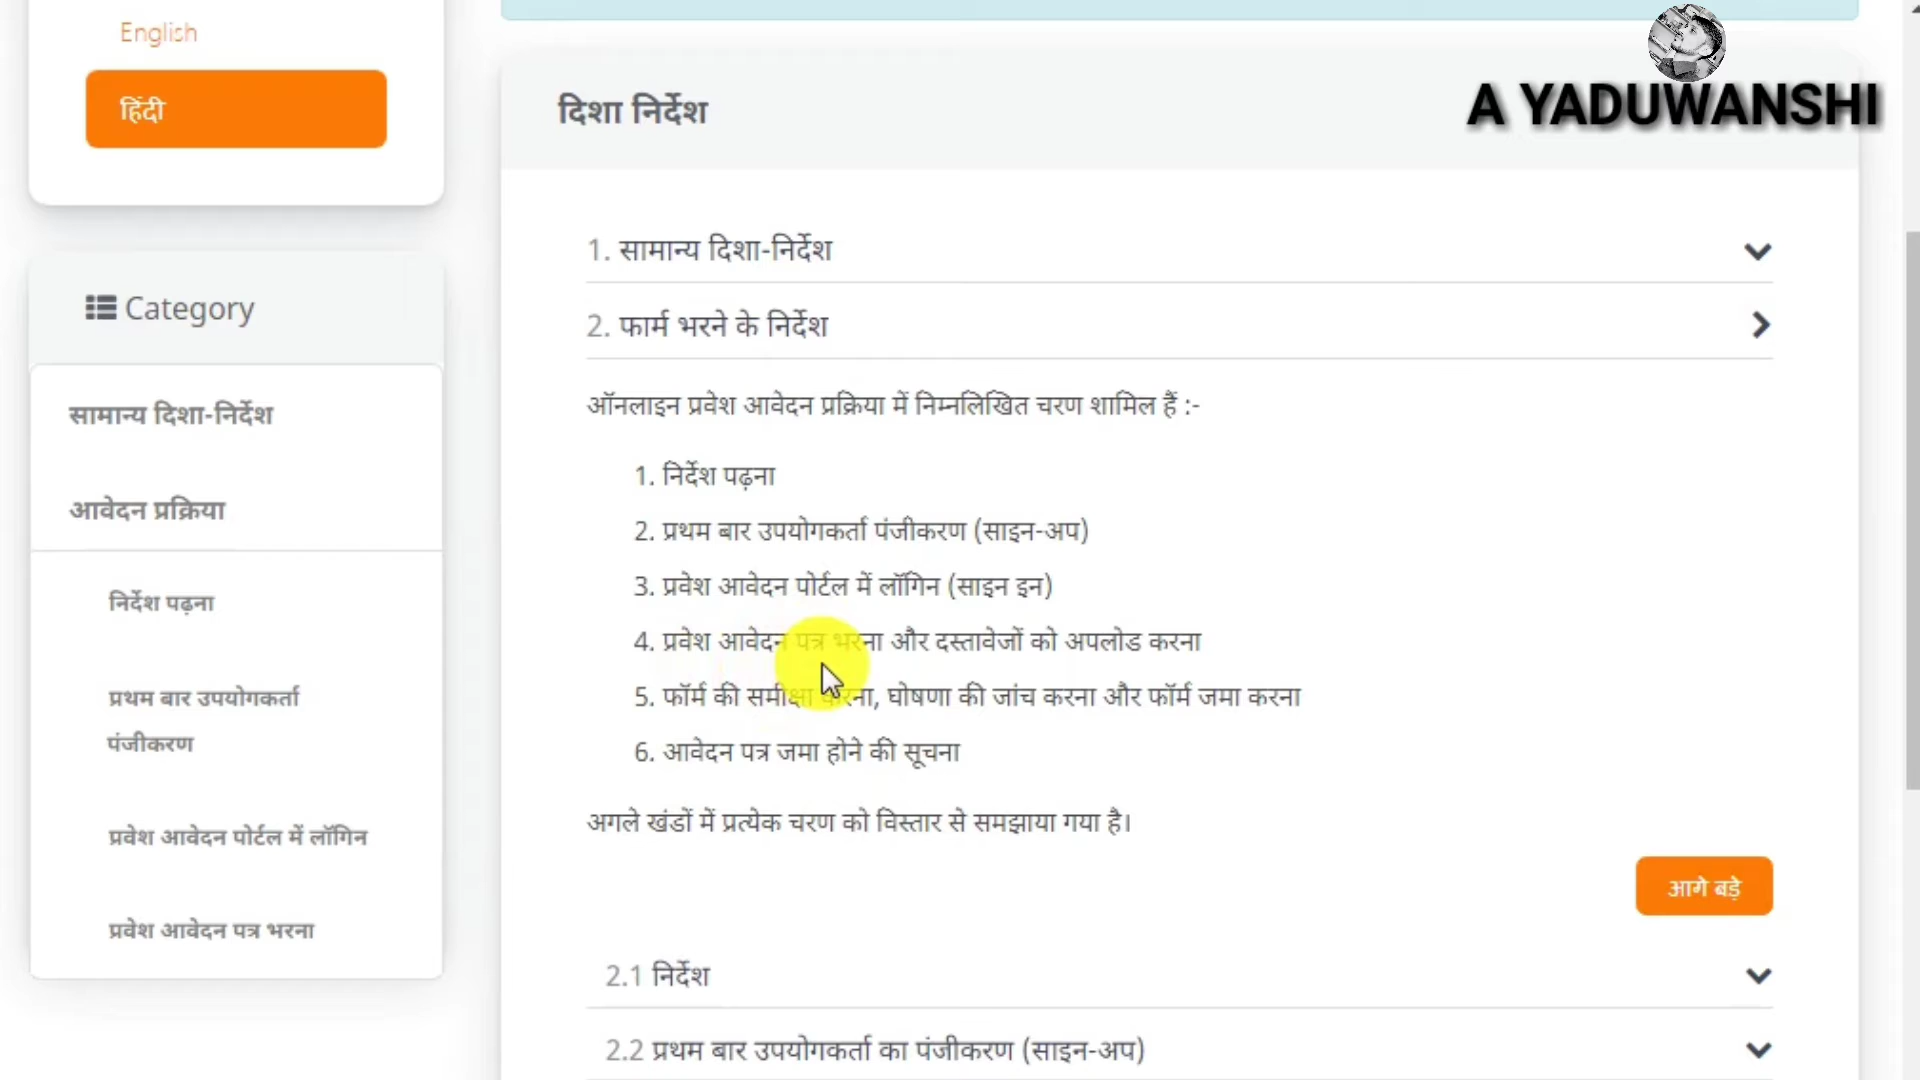 English
हिंदी
Category
सामान्य दिशा-निर्देश
आवेदन प्रक्रिया
निर्देश पढ़ना
प्रथम बार उपयोगकर्ता
पंजीकरण
प्रवेश आवेदन पोर्टल में लॉगिन
प्रवेश आवेदन पत्र भरना
A YADUWANSHI
दिशा निर्देश
1. सामान्य दिशा-निर्देश
2. फार्म भरने के निर्देश
ऑनलाइन प्रवेश आवेदन प्रक्रिया में निम्नलिखित चरण शामिल हैं :-
1. निर्देश पढ़ना
2. प्रथम बार उपयोगकर्ता पंजीकरण (साइन-अप)
3. प्रवेश आवेदन पोर्टल में लॉगिन (साइन इन)
4. प्रवेश आवेदन पत्र भरना और दस्तावेजों को अपलोड करना
5. फॉर्म की समीक्षा करना, घोषणा की जांच करना और फॉर्म जमा करना
6. आवेदन पत्र जमा होने की सूचना
अगले खंडों में प्रत्येक चरण को विस्तार से समझाया गया है।
आगे बड़े
2.1 निर्देश
2.2 प्रथम बार उपयोगकर्ता का पंजीकरण (साइन-अप)